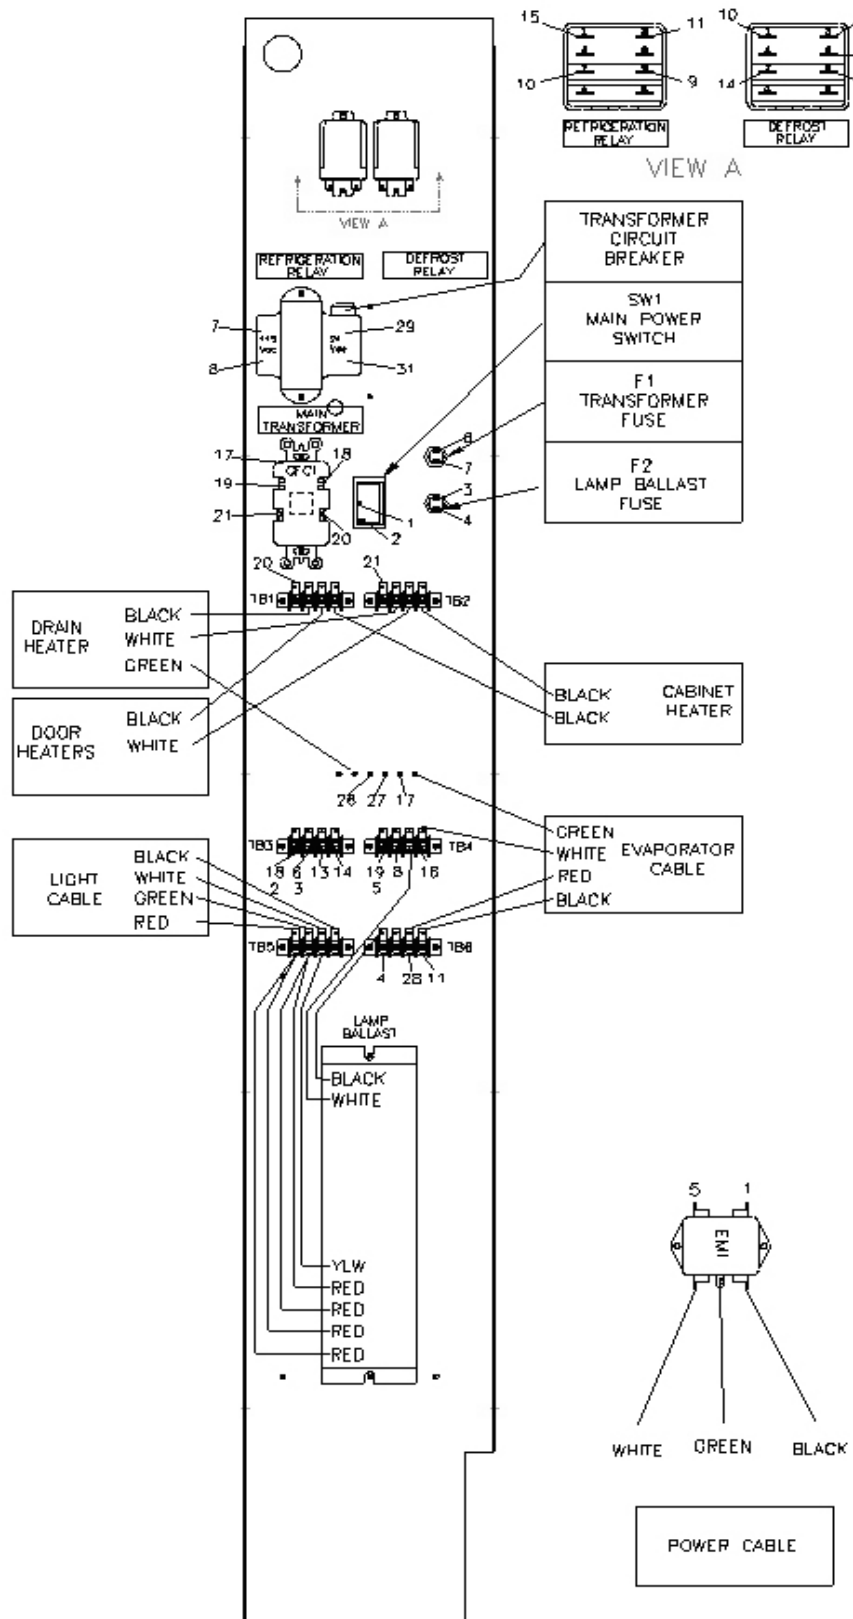 15
11
10
9
REFRIGERATION
RELAY
10
3
14
DEFROST
RELAY
VIEW A
VIEW A
REFRIGERATION
RELAY
DEFROST
RELAY
TRANSFORMER
CIRCUIT
BREAKER
SW1
MAIN POWER
SWITCH
F1
TRANSFORMER
FUSE
F2
LAMP BALLAST
FUSE
7
8
29
31
MAIN
TRANSFORMER
17
GFCI
18
19
21
20
1
2
6
7
3
4
20
21
TB1
TB2
DRAIN
HEATER
BLACK
WHITE
GREEN
DOOR
HEATERS
BLACK
WHITE
BLACK
BLACK
CABINET
HEATER
26
27
17
TB3
18
2
6
3
13
14
TB4
19
5
8
16
GREEN
WHITE
RED
BLACK
EVAPORATOR
CABLE
LIGHT
CABLE
BLACK
WHITE
GREEN
RED
TB5
TB6
4
28
11
LAMP
BALLAST
BLACK
WHITE
YLW
RED
RED
RED
RED
5
1
EMI
WHITE
GREEN
BLACK
POWER CABLE